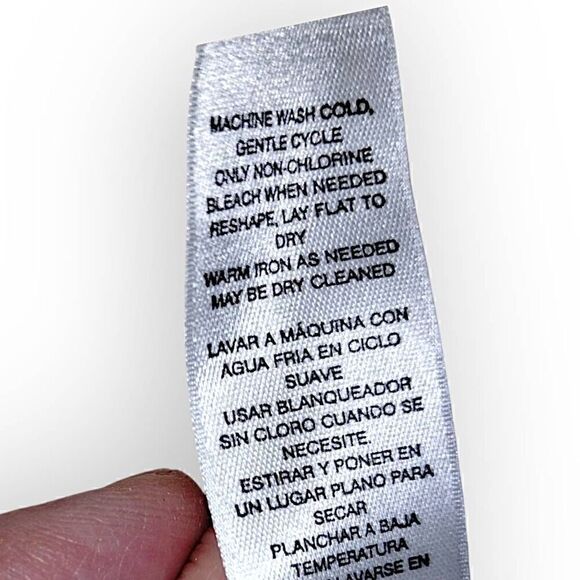 MACHINE WASH COLD,
GENTLE CYCLE
ONLY NON-CHLORINE
BLEACH WHEN NEEDED
RESHAPE, LAY FLAT TO
DRY
WARM IRON AS NEEDED
MAY BE DRY CLEANED
LAVAR A MÁQUINA CON
AGUA FRIA EN CICLO
SUAVE
USAR BLANQUEADOR
SIN CLORO CUANDO SE
NECESITE.
ESTIRAR Y PONER EN
UN LUGAR PLANO PARA
SECAR
PLANCHAR A BAJA
TEMPERATURA
LAVARSE EN